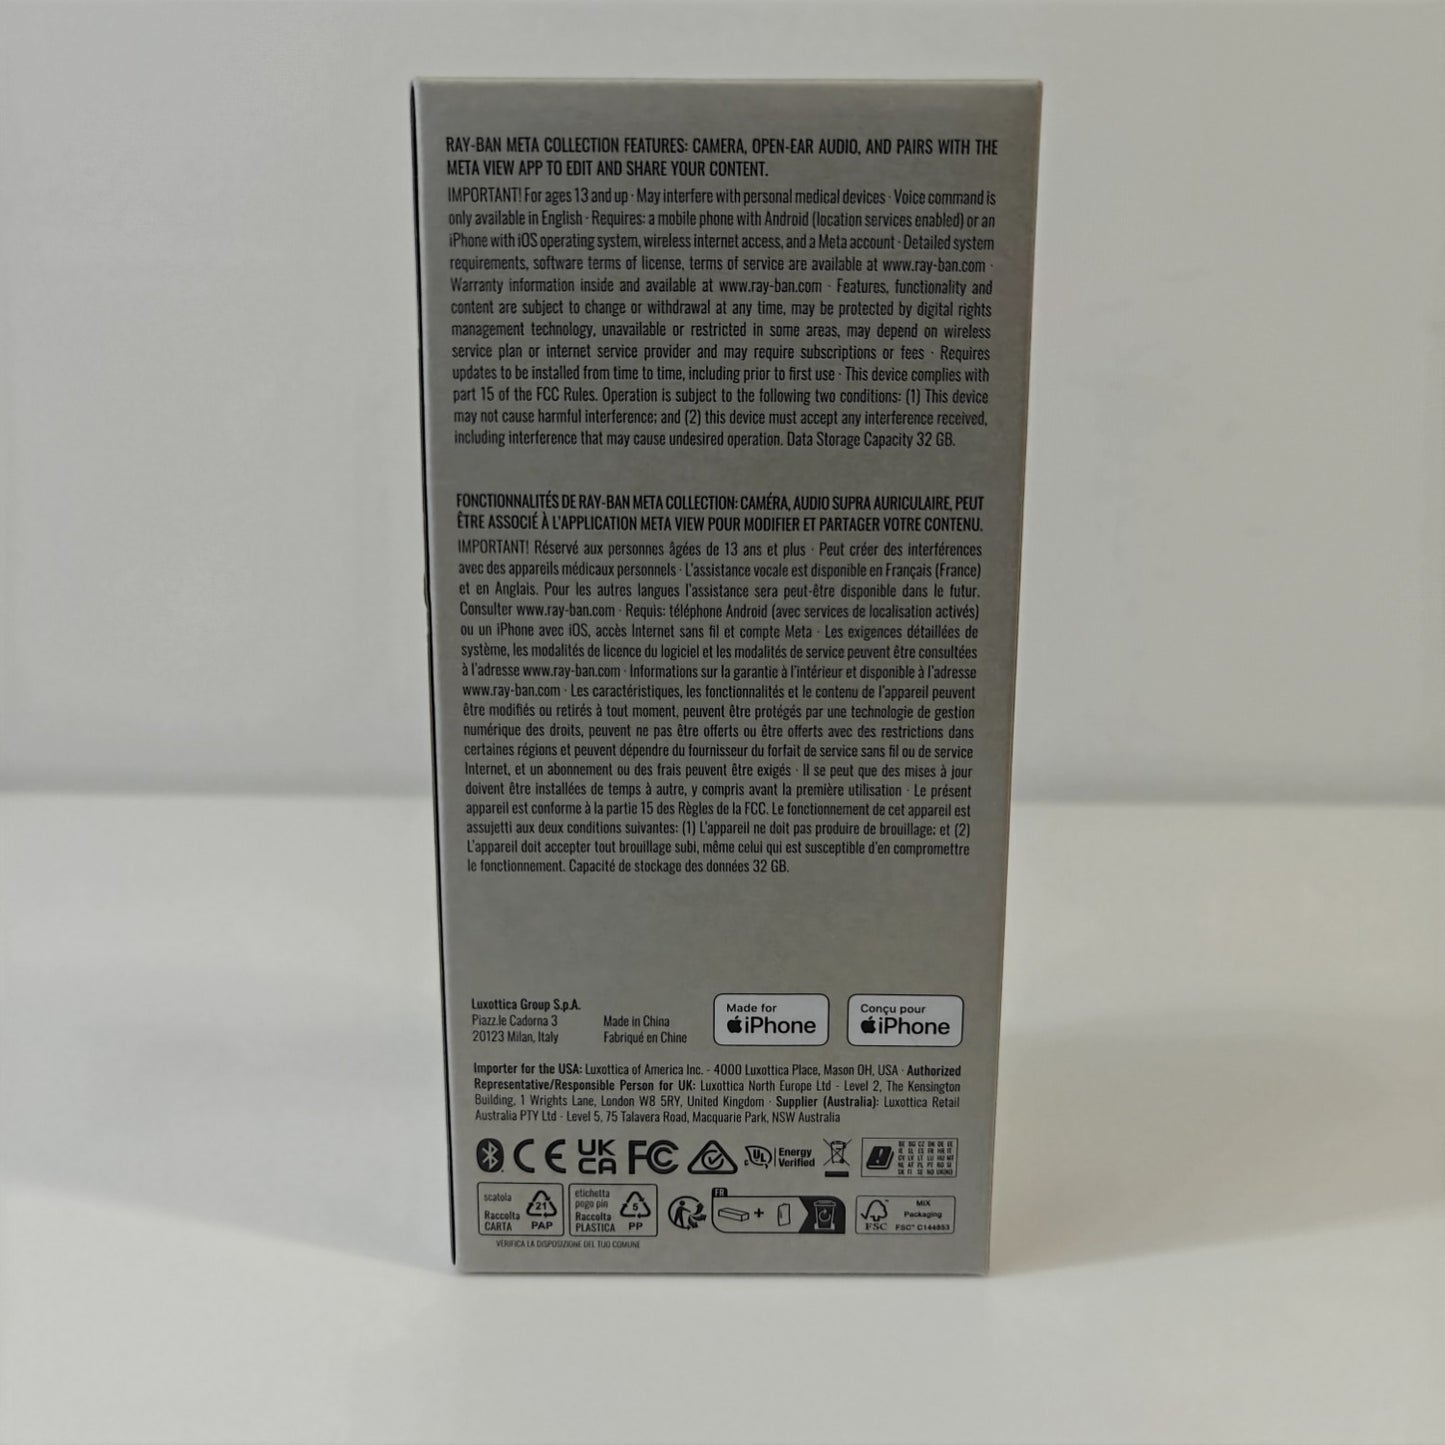 RAY-BAN META COLLECTION FEATURES: CAMERA, OPEN-EAR AUDIO, AND PAIRS WITH THE
META VIEW APP TO EDIT AND SHARE YOUR CONTENT.
IMPORTANT! For ages 13 and up · May interfere with personal medical devices · Voice command is
only available in English · Requires: a mobile phone with Android (location services enabled) or an
iPhone with iOS operating system, wireless internet access, and a Meta account · Detailed system
requirements, software terms of license, terms of service are available at www.ray-ban.com ·
Warranty information inside and available at www.ray-ban.com · Features, functionality and
content are subject to change or withdrawal at any time, may be protected by digital rights
management technology, unavailable or restricted in some areas, may depend on wireless
service plan or internet service provider and may require subscriptions or fees · Requires
updates to be installed from time to time, including prior to first use · This device complies with
part 15 of the FCC Rules. Operation is subject to the following two conditions: (1) This device
may not cause harmful interference; and (2) this device must accept any interference received,
including interference that may cause undesired operation. Data Storage Capacity 32 GB.
FONCTIONNALITÉS DE RAY-BAN META COLLECTION: CAMÉRA, AUDIO SUPRA AURICULAIRE, PEUT
ÊTRE ASSOCIÉ À L'APPLICATION META VIEW POUR MODIFIER ET PARTAGER VOTRE CONTENU.
IMPORTANT! Réservé aux personnes âgées de 13 ans et plus · Peut créer des interférences
avec des appareils médicaux personnels · L'assistance vocale est disponible en Français (France)
et en Anglais. Pour les autres langues l'assistance sera peut-être disponible dans le futur.
Consulter www.ray-ban.com · Requis: téléphone Android (avec services de localisation activés)
ou un iPhone avec iOS, accès Internet sans fil et compte Meta · Les exigences détaillées de
système, les modalités de licence du logiciel et les modalités de service peuvent être consultées
à l'adresse www.ray-ban.com · Informations sur la garantie à l'intérieur et disponible à l'adresse
www.ray-ban.com · Les caractéristiques, les fonctionnalités et le contenu de l'appareil peuvent
être modifiés ou retirés à tout moment, peuvent être protégés par une technologie de gestion
numérique des droits, peuvent ne pas être offerts ou être offerts avec des restrictions dans
certaines régions et peuvent dépendre du fournisseur du forfait de service sans fil ou de service
Internet, et un abonnement ou des frais peuvent être exigés · Il se peut que des mises à jour
doivent être installées de temps à autre, y compris avant la première utilisation · Le présent
appareil est conforme à la partie 15 des Règles de la FCC. Le fonctionnement de cet appareil est
assujetti aux deux conditions suivantes: (1) L'appareil ne doit pas produire de brouillage; et (2)
L'appareil doit accepter tout brouillage subi, même celui qui est susceptible d'en compromettre
le fonctionnement. Capacité de stockage des données 32 GB.
Luxottica Group S.p.A.
Piazz.le Cadorna 3
20123 Milan, Italy
Made in China
Fabriqué en Chine
Made for
iPhone
Conçu pour
iPhone
Importer for the USA: Luxottica of America Inc. - 4000 Luxottica Place, Mason OH, USA · Authorized
Representative/Responsible Person for UK: Luxottica North Europe Ltd - Level 2, The Kensington
Building, 1 Wrights Lane, London W8 5RY, United Kingdom · Supplier (Australia): Luxottica Retail
Australia PTY Ltd - Level 5, 75 Talavera Road, Macquarie Park, NSW Australia
CE
UK
CA
FC
UL
Energy
Verified
scatola
Raccolta
CARTA
21
PAP
etichetta
pogo pin
Raccolta
PLASTICA
5
PP
FR
+
FSC
MIX
Packaging
FSC™ C144853
VERIFICA LA DISPOSIZIONE DEL TUO COMUNE